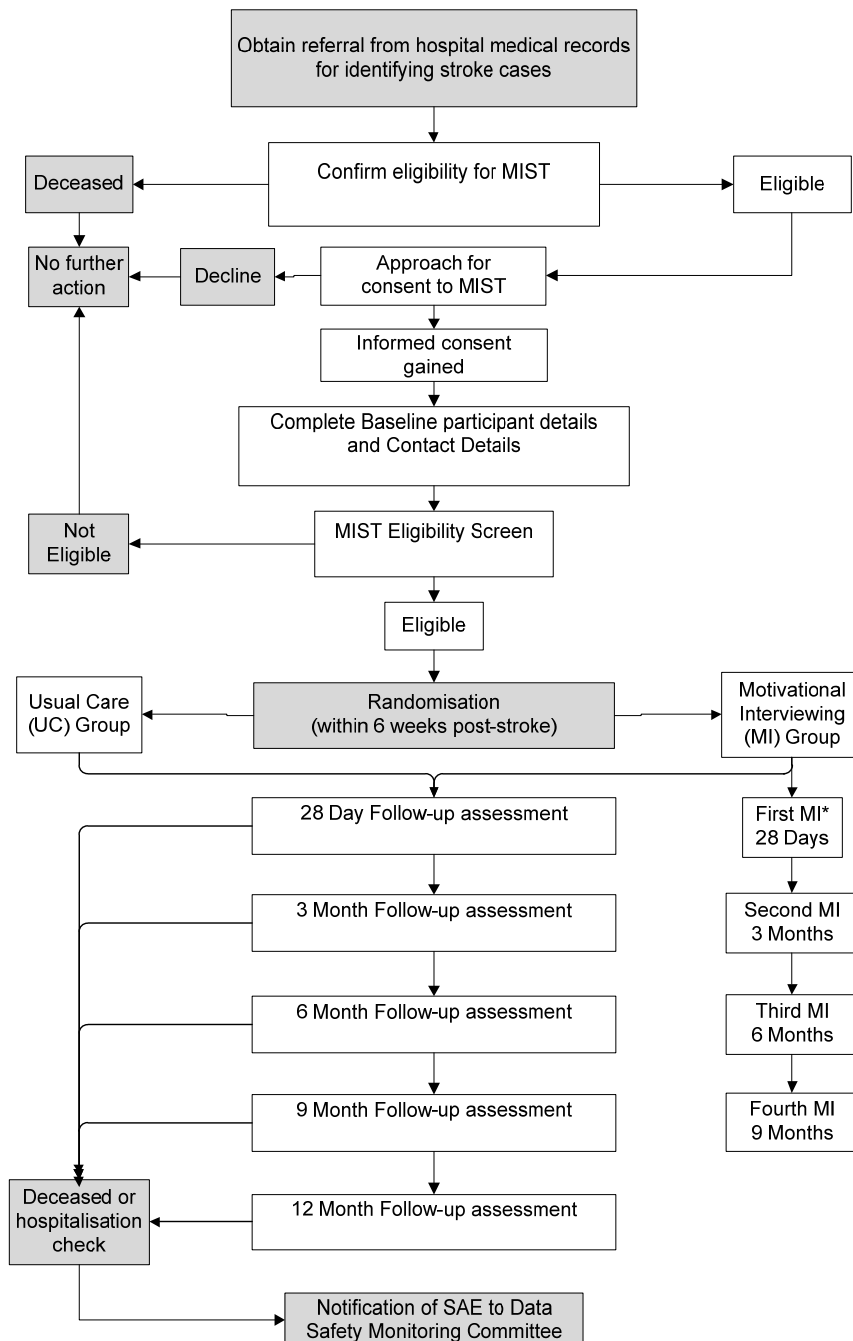 Obtain referral from hospital medical records
for identifying stroke cases
Confirm eligibility for MIST
Deceased
Eligible
No further
action
Decline
Approach for
consent to MIST
Informed consent
gained
Complete Baseline participant details
and Contact Details
Not
Eligible
MIST Eligibility Screen
Eligible
Usual Care
(UC) Group
Randomisation
(within 6 weeks post-stroke)
Motivational
Interviewing
(MI) Group
28 Day Follow-up assessment
First MI*
28 Days
3 Month Follow-up assessment
Second MI
3 Months
6 Month Follow-up assessment
Third MI
6 Months
9 Month Follow-up assessment
Fourth MI
9 Months
Deceased or
hospitalisation
check
12 Month Follow-up assessment
Notification of SAE to Data
Safety Monitoring Committee